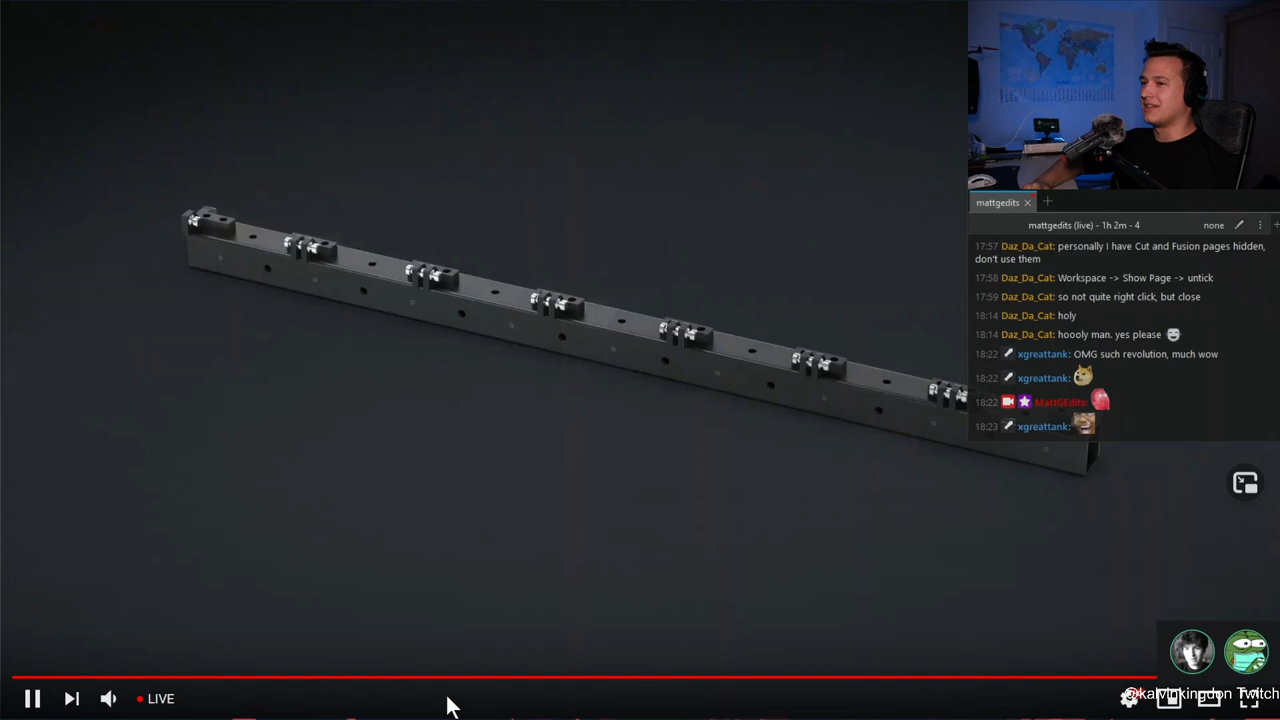 mattgedits
mattgedits (live) - 1h 2m - 4
none
17:57 Daz_Da_Cat: personally I have Cut and Fusion pages hidden,
don't use them
17:58 Daz_Da_Cat: Workspace -> Show Page -> untick
17:59 Daz_Da_Cat: so not quite right click, but close
18:14 Daz_Da_Cat: holy
18:14 Daz_Da_Cat: hoooly man. yes please
18:22 xgreattank: OMG such revolution, much wow
18:22 xgreattank:
18:22 MattGEdits:
18:23 xgreattank:
LIVE
@kalvinkingdon Twitch